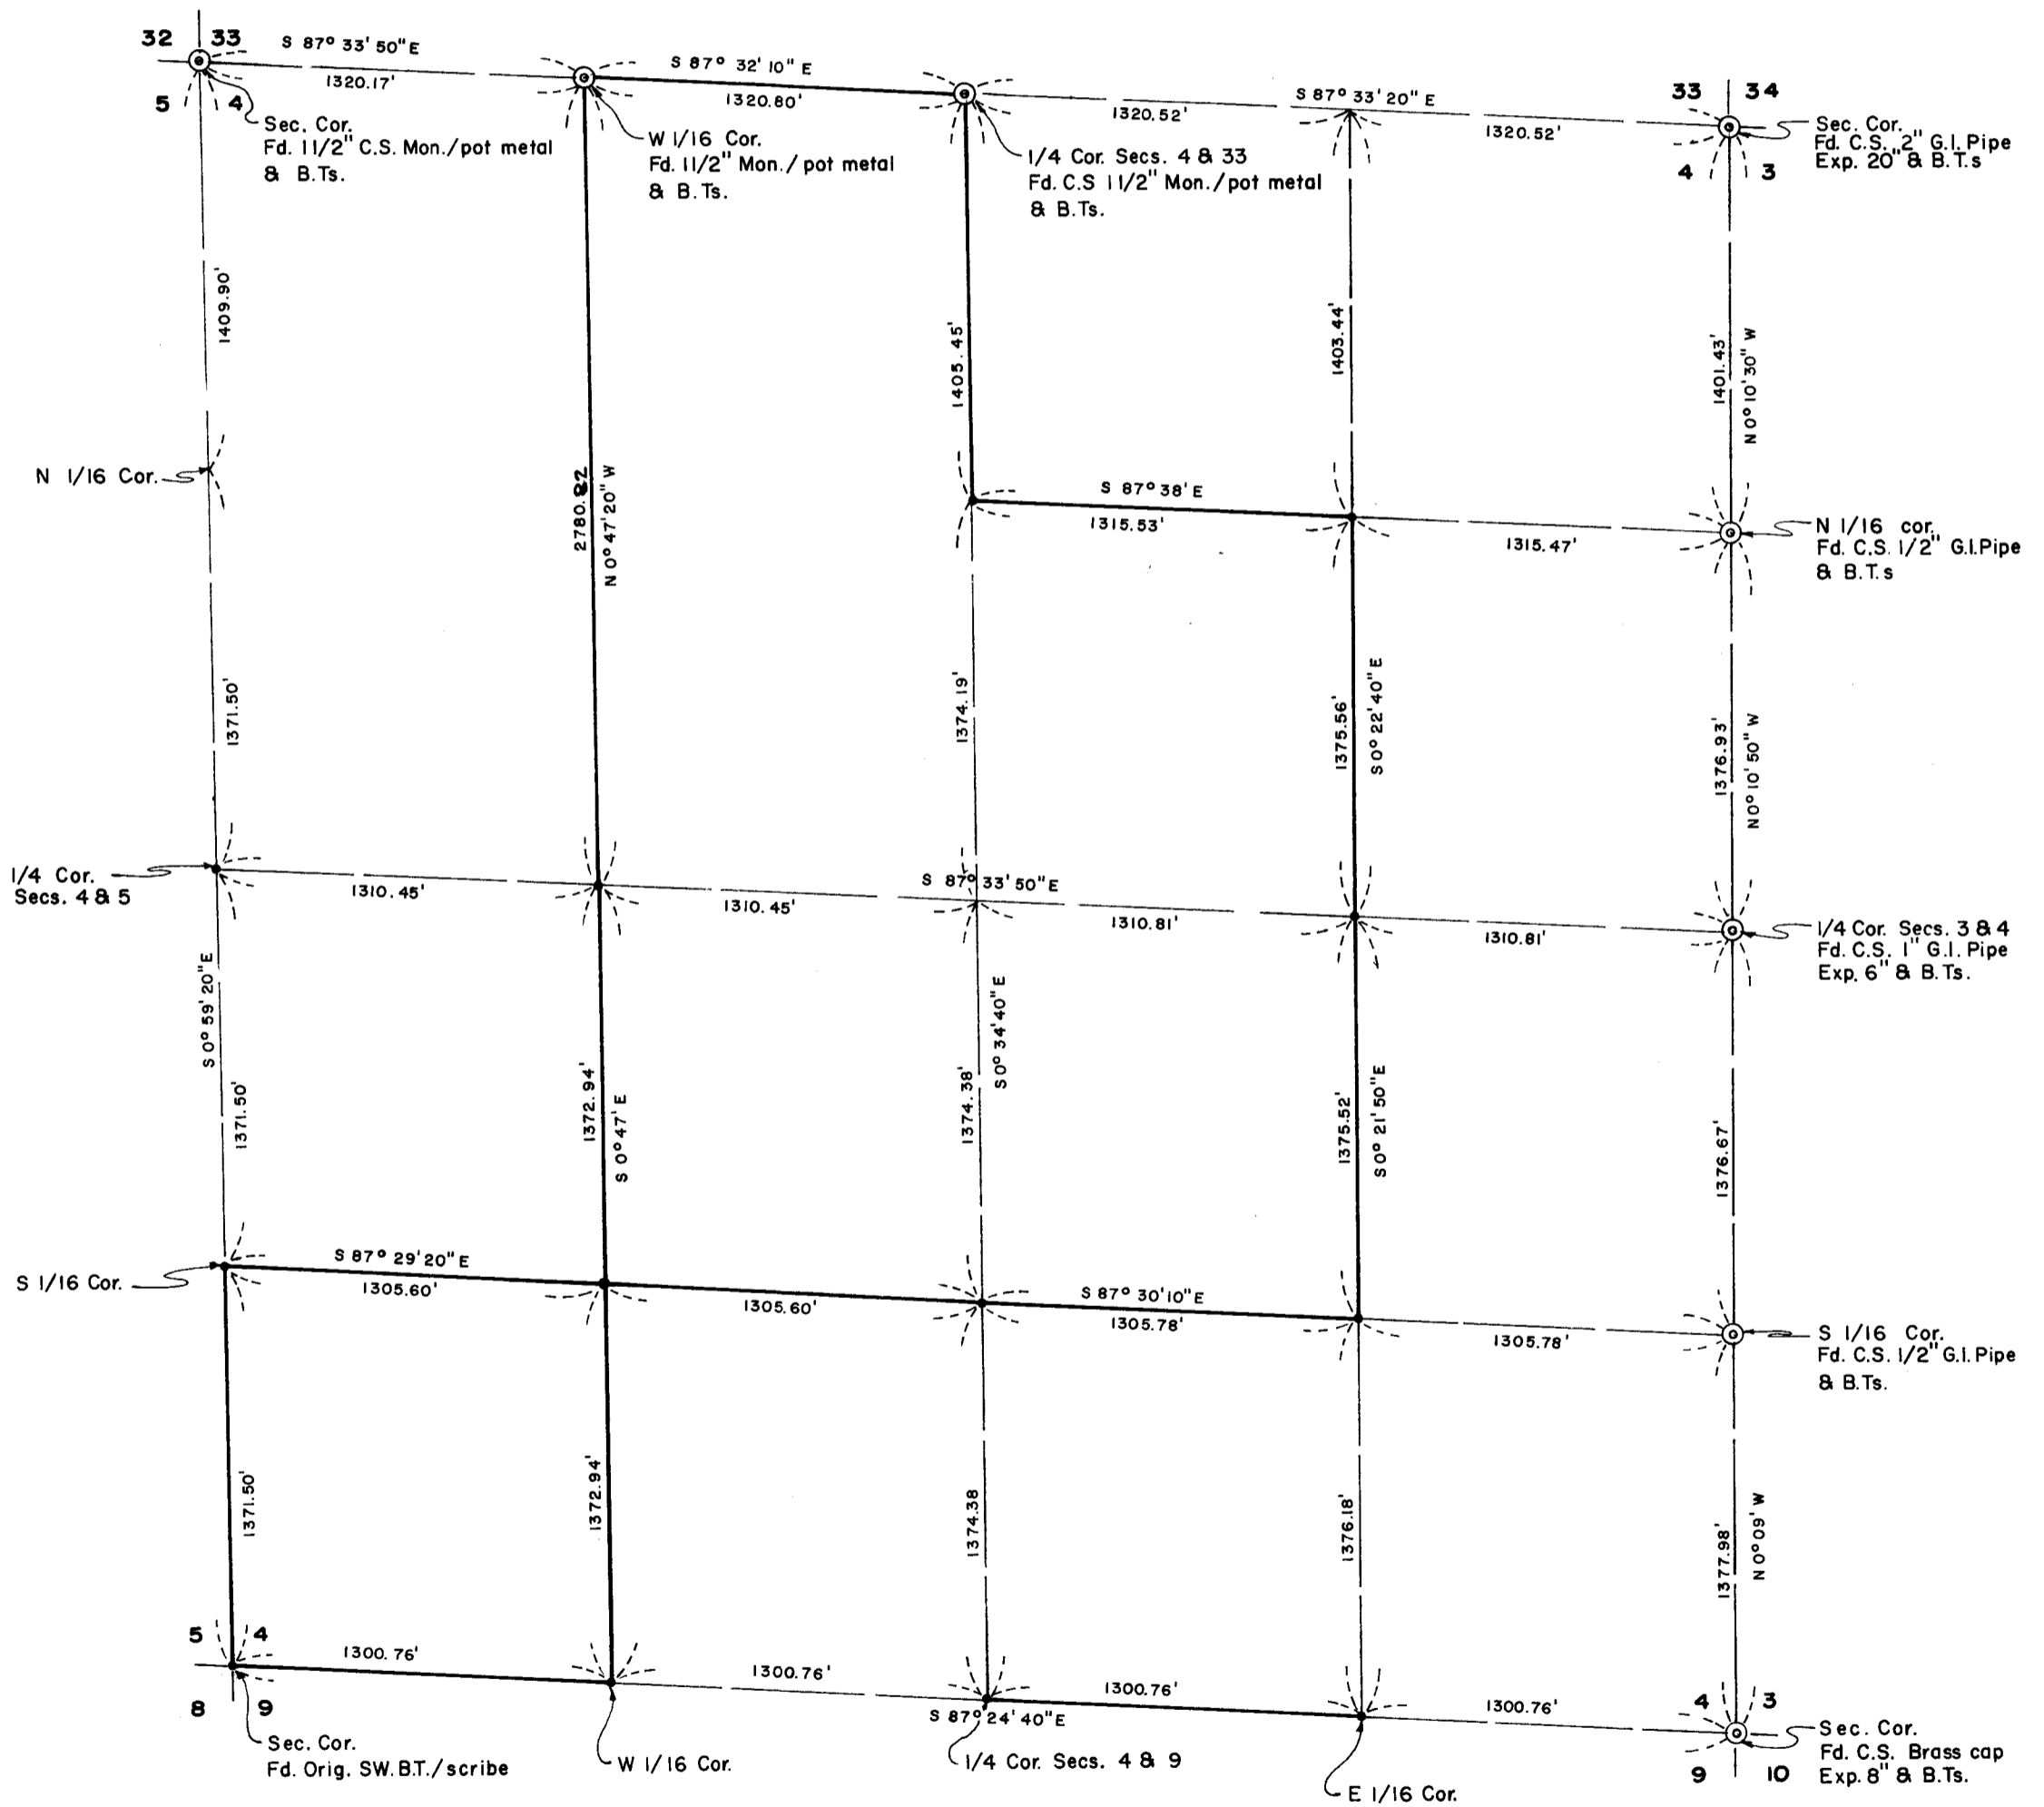 32 33
S 87° 33' 50" E
1320.17'
5 4
Sec. Cor.
Fd. 1 1/2" C.S. Mon./pot metal
& B.Ts.
S 87° 32' 10" E
1320.80'
W 1/16 Cor.
Fd. 1 1/2" Mon./pot metal
& B.Ts.
1/4 Cor. Secs. 4 & 33
Fd. C.S 1 1/2" Mon./pot metal
& B.Ts.
1320.52'
S 87° 33' 20" E
1320.52'
33 34
4 3
Sec. Cor.
Fd. C.S. 2" G.I. Pipe
Exp. 20" & B.T.s
1409.90'
2780.82
N 0° 47' 20" W
1405.45'
1403.44'
1401.43'
N 0° 10' 30" W
N 1/16 Cor.
S 87° 38' E
1315.53'
1315.47'
N 1/16 cor.
Fd. C.S. 1/2" G.I. Pipe
& B.T.s
1371.50'
1374.19'
1375.56'
S 0° 22' 40" E
1376.93'
N 0° 10' 50" W
1/4 Cor.
Secs. 4 & 5
1310.45'
1310.45'
S 87° 33' 50" E
1310.81'
1310.81'
1/4 Cor. Secs. 3 & 4
Fd. C.S. 1" G.I. Pipe
Exp. 6" & B.Ts.
S 0° 59' 20" E
1371.50'
1372.94'
S 0° 47' E
1374.38'
S 0° 34' 40" E
1375.52'
S 0° 21' 50" E
1376.67'
S 1/16 Cor.
S 87° 29' 20" E
1305.60'
1305.60'
S 87° 30' 10" E
1305.78'
1305.78'
S 1/16 Cor.
Fd. C.S. 1/2" G.I. Pipe
& B.Ts.
1371.50'
1372.94'
1374.38
1376.18'
1377.98'
N 0° 09' W
5 4
8 9
1300.76'
1300.76'
1300.76'
S 87° 24' 40" E
1300.76'
4 3
9 10
Sec. Cor.
Fd. Orig. SW. B.T./scribe
W 1/16 Cor.
1/4 Cor. Secs. 4 & 9
E 1/16 Cor.
Sec. Cor.
Fd. C.S. Brass cap
Exp. 8" & B.Ts.